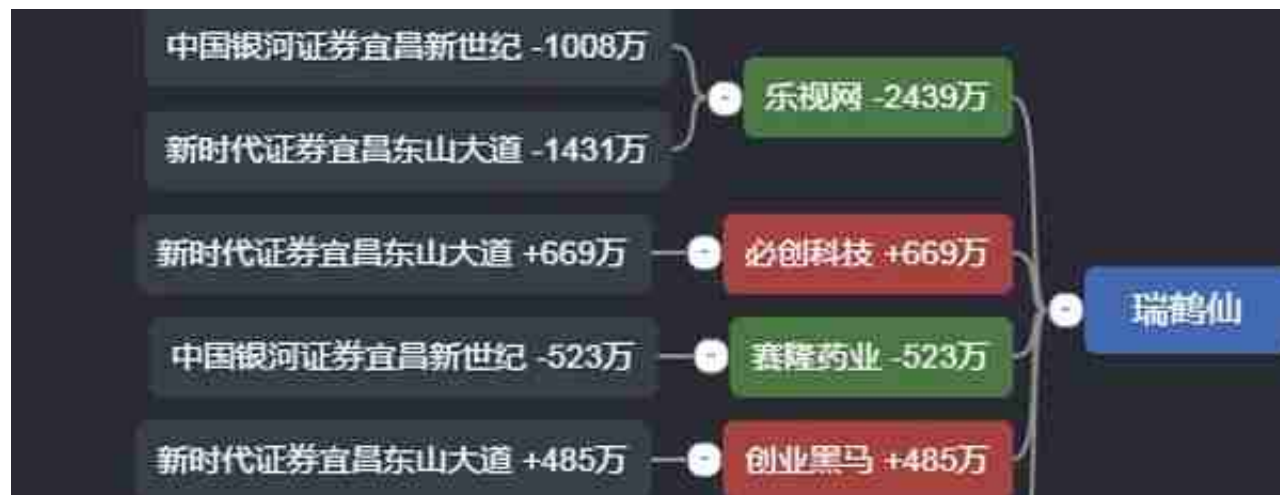 中国银河证券宜昌新世纪 -1008万
乐视网 -2439万
新时代证券宜昌东山大道 -1431万
新时代证券宜昌东山大道 +669万
必创科技 +669万
瑞鹤仙
中国银河证券宜昌新世纪 -523万
赛隆药业 -523万
新时代证券宜昌东山大道 +485万
创业黑马 +485万